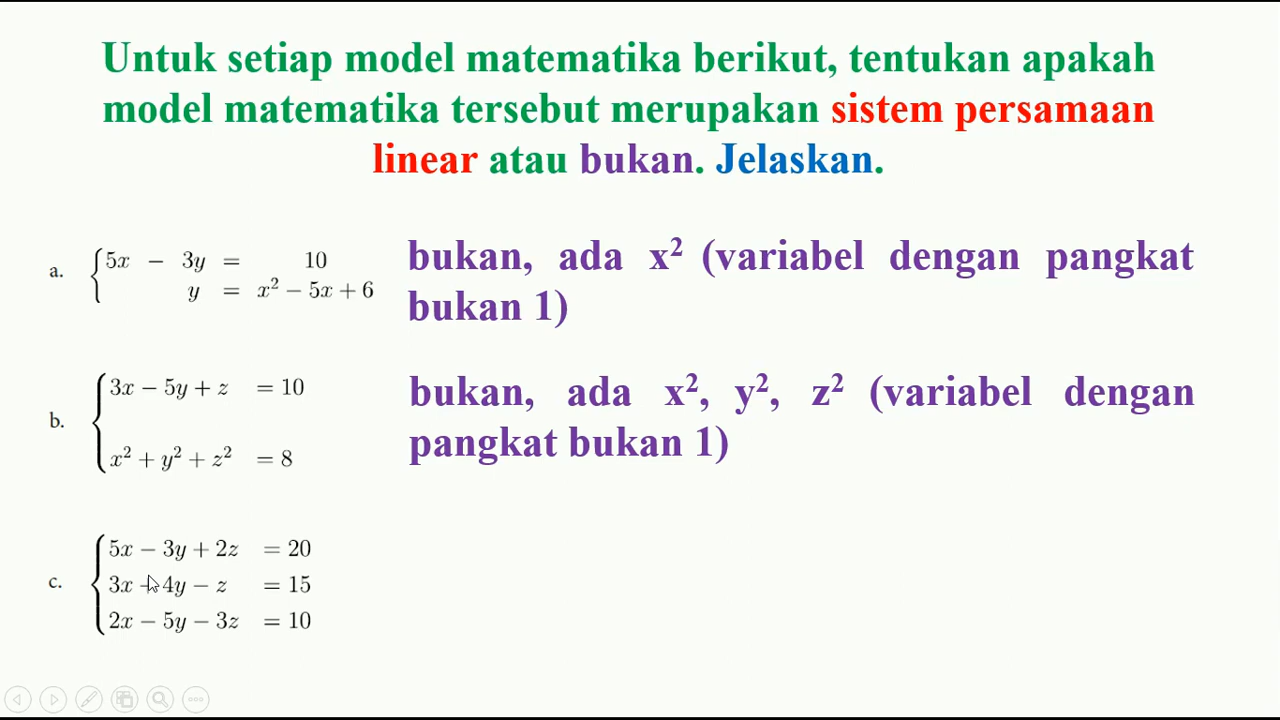 Untuk setiap model matematika berikut, tentukan apakah
model matematika tersebut merupakan sistem persamaan
linear atau bukan. Jelaskan.
a. 5x − 3y = 10
y = x² − 5x + 6
bukan, ada x² (variabel dengan pangkat
bukan 1)
b. 3x − 5y + z = 10
x² + y² + z² = 8
bukan, ada x², y², z² (variabel dengan
pangkat bukan 1)
c. 5x − 3y + 2z = 20
3x 4y − z = 15
2x − 5y − 3z = 10